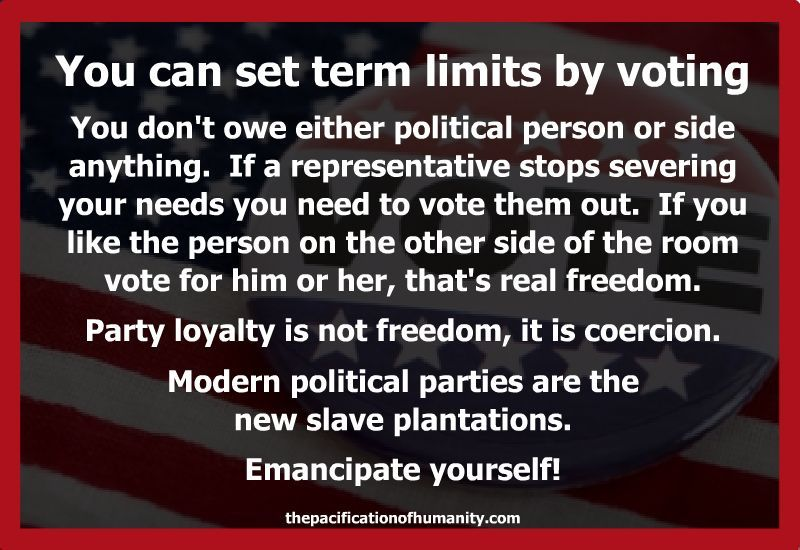 You can set term limits by voting
You don't owe either political person or side
anything.  If a representative stops severing
your needs you need to vote them out.  If you
like the person on the other side of the room
vote for him or her, that's real freedom.
Party loyalty is not freedom, it is coercion.
Modern political parties are the
new slave plantations.
Emancipate yourself!
thepacificationofhumanity.com
VOTE